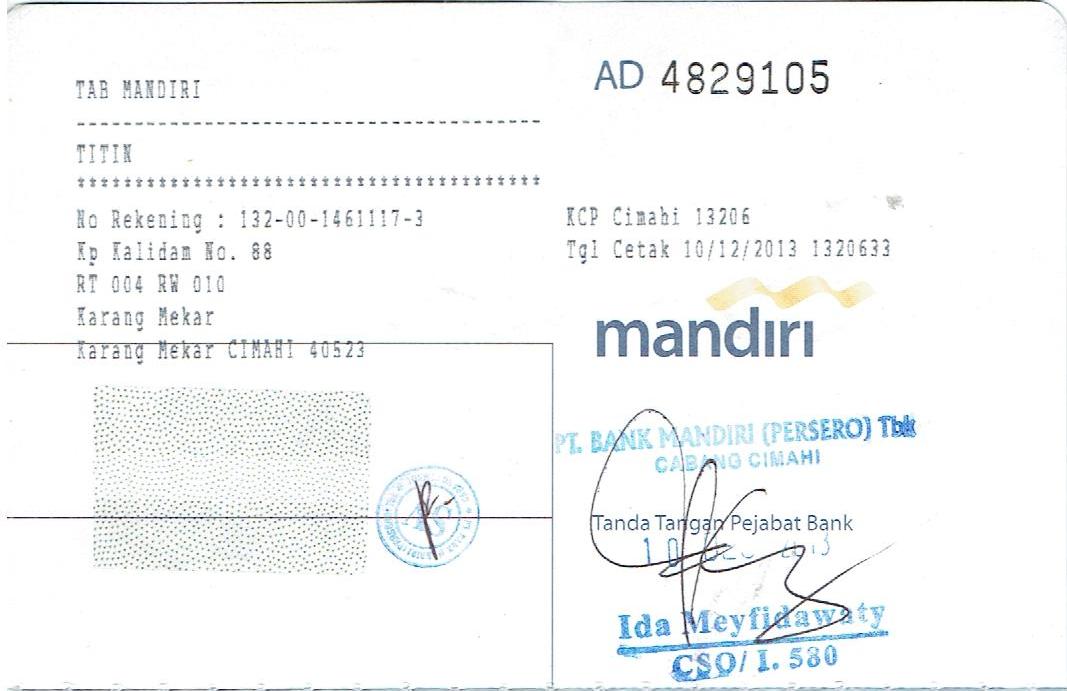 TAB MANDIRI
----------------------------------------
TITIN
****************************************
No Rekening : 132-00-1461117-3
Kp Kalidam No. 88
RT 004 RW 010
Karang Mekar
Karang Mekar CIMAHI 40523
AD 4829105
KCP Cimahi 13206
Tgl Cetak 10/12/2013 1320633
mandiri
PT. BANK MANDIRI (PERSERO) Tbk
CABANG CIMAHI
Tanda Tangan Pejabat Bank
10 DEC 2013
Ida Meyfidawaty
CSO/ I. 530